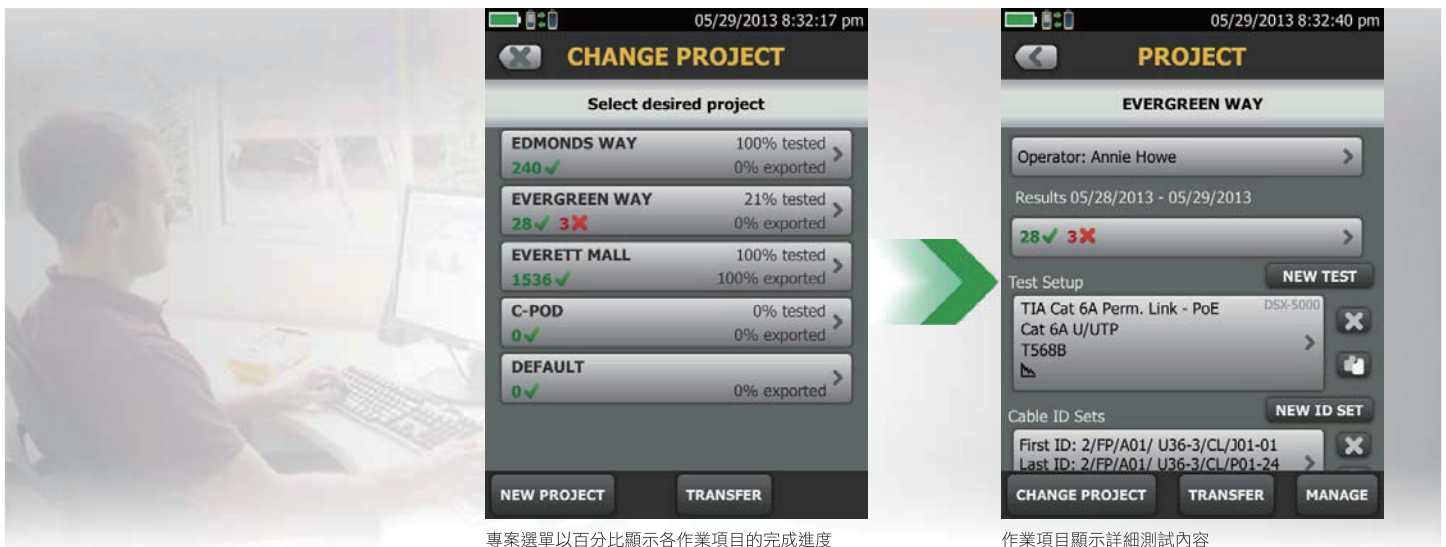 05/29/2013 8:32:17 pm
CHANGE PROJECT
Select desired project
EDMONDS WAY 100% tested
240 0% exported
EVERGREEN WAY 21% tested
28 3 0% exported
EVERETT MALL 100% tested
1536 100% exported
C-POD 0% tested
0 0% exported
DEFAULT
0 0% exported
NEW PROJECT TRANSFER
專案選單以百分比顯示各作業項目的完成進度
05/29/2013 8:32:40 pm
PROJECT
EVERGREEN WAY
Operator: Annie Howe
Results 05/28/2013 - 05/29/2013
28 3
Test Setup NEW TEST
TIA Cat 6A Perm. Link - PoE DSX-5000
Cat 6A U/UTP
T568B
Cable ID Sets NEW ID SET
First ID: 2/FP/A01/ U36-3/CL/J01-01
Last ID: 2/FP/A01/ U36-3/CL/P01-24
CHANGE PROJECT TRANSFER MANAGE
作業項目顯示詳細測試內容